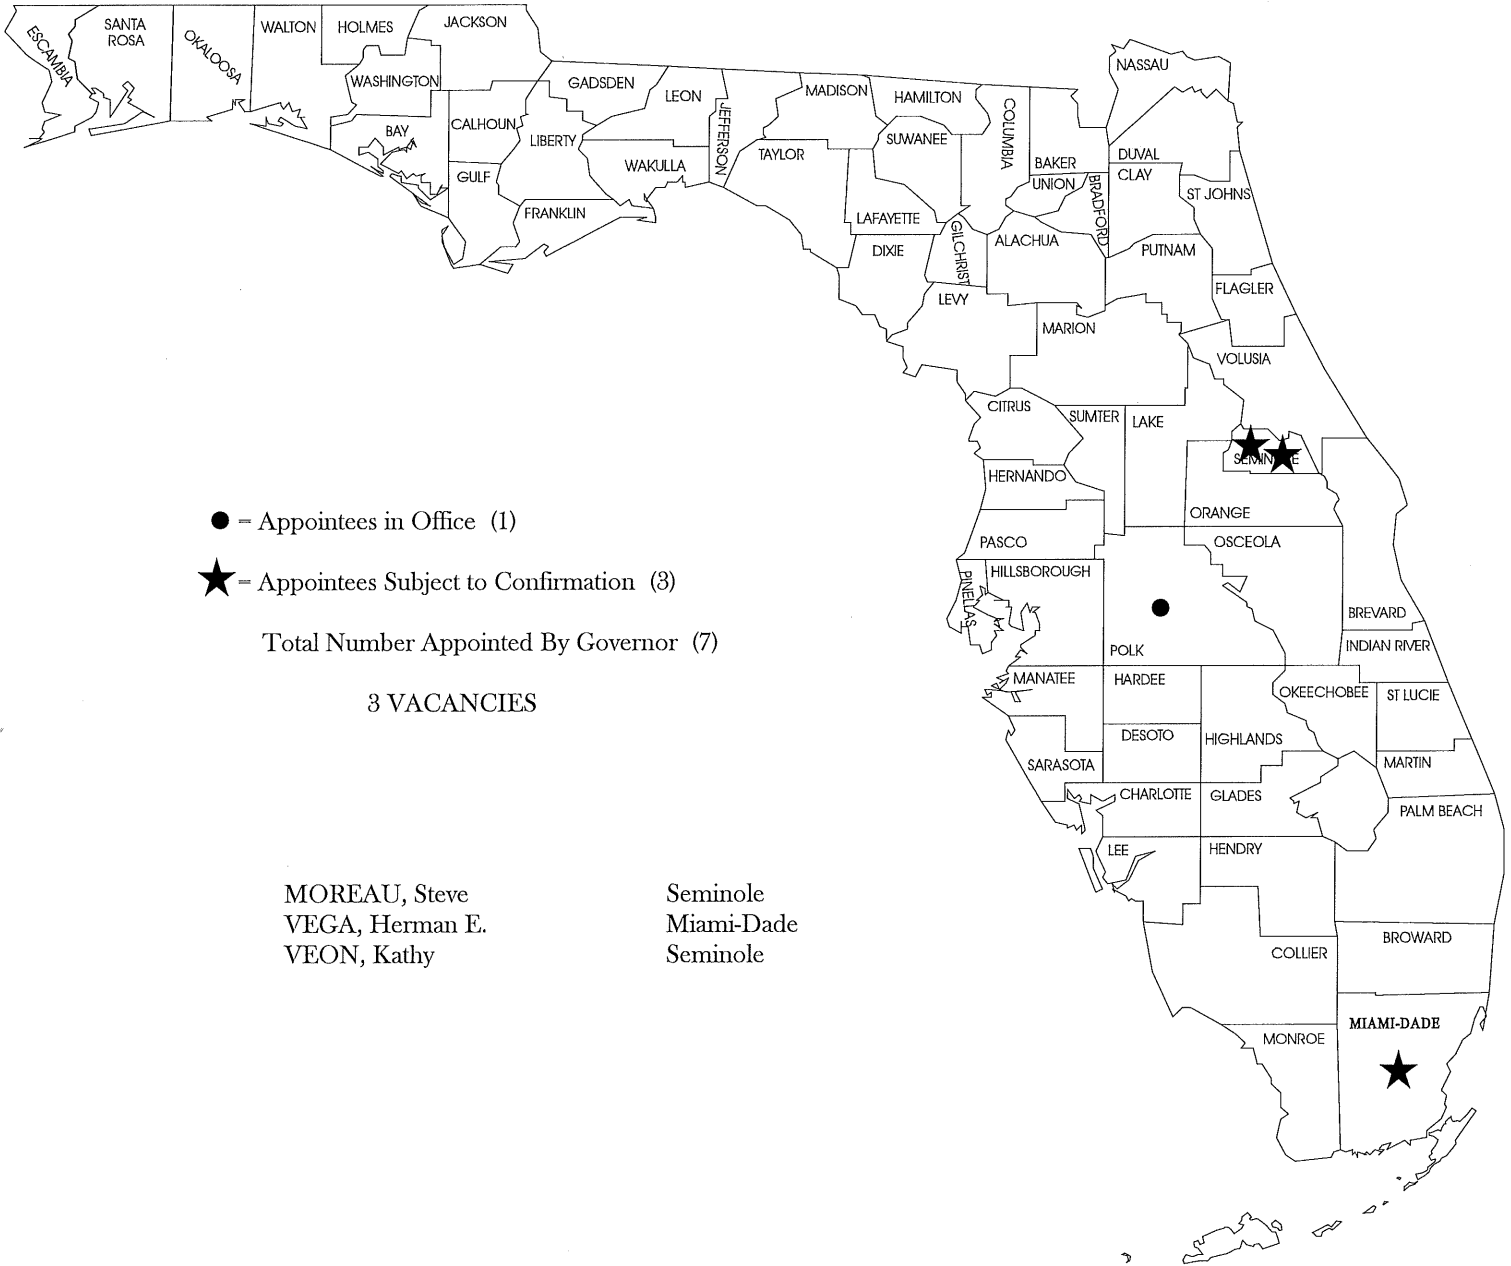 ESCAMBIA
SANTA
ROSA
OKALOOSA
WALTON
HOLMES
JACKSON
WASHINGTON
BAY
CALHOUN
GULF
LIBERTY
GADSDEN
FRANKLIN
LEON
WAKULLA
JEFFERSON
MADISON
TAYLOR
HAMILTON
SUWANEE
LAFAYETTE
DIXIE
COLUMBIA
GILCHRIST
BAKER
UNION
BRADFORD
ALACHUA
NASSAU
DUVAL
CLAY
ST JOHNS
PUTNAM
FLAGLER
LEVY
MARION
VOLUSIA
CITRUS
SUMTER
LAKE
SEMIN E
HERNANDO
ORANGE
PASCO
OSCEOLA
PINELLAS
HILLSBOROUGH
BREVARD
POLK
INDIAN RIVER
MANATEE
HARDEE
OKEECHOBEE
ST LUCIE
DESOTO
HIGHLANDS
SARASOTA
MARTIN
CHARLOTTE
GLADES
PALM BEACH
LEE
HENDRY
BROWARD
COLLIER
MIAMI-DADE
MONROE
= Appointees in Office (1)
= Appointees Subject to Confirmation (3)
Total Number Appointed By Governor (7)
3 VACANCIES
MOREAU, Steve Seminole
VEGA, Herman E. Miami-Dade
VEON, Kathy Seminole